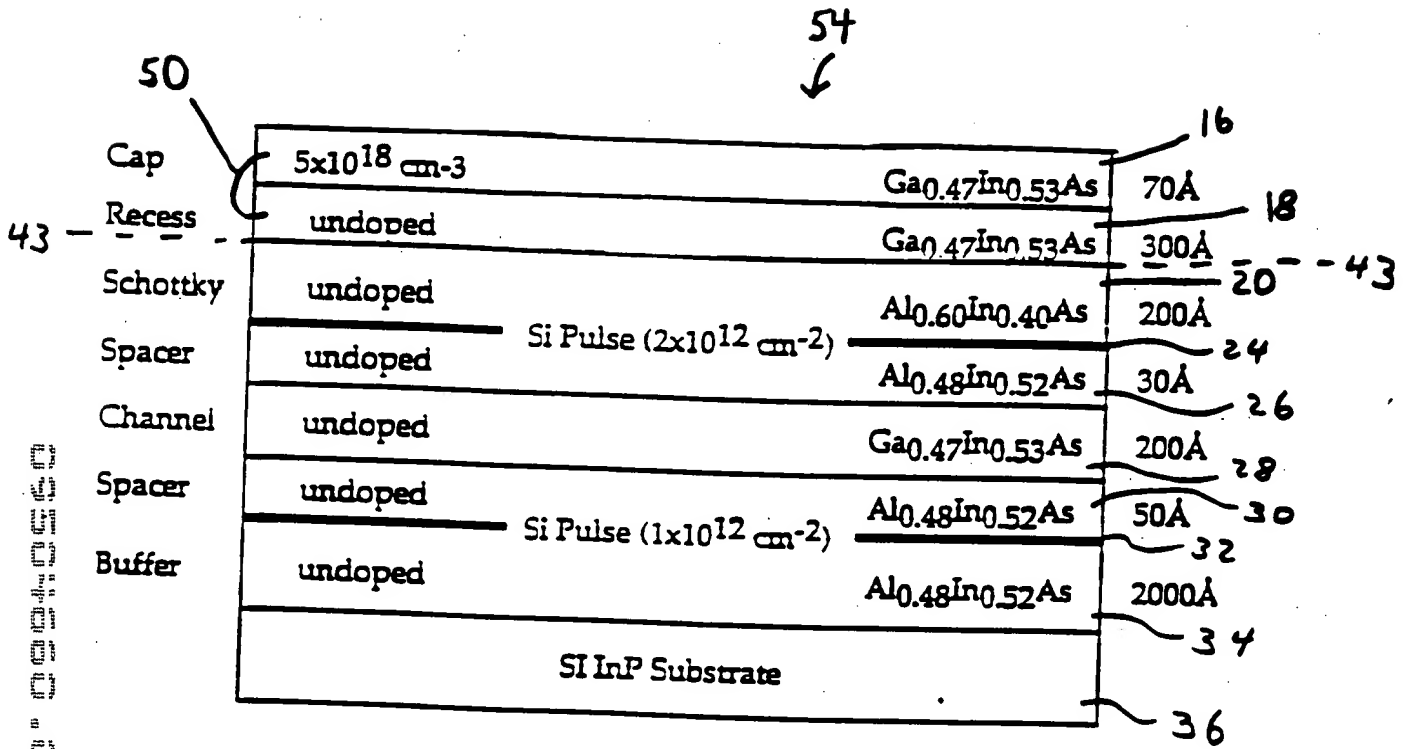 54
50
16
Cap 5x10^18 cm-3 Ga0.47In0.53As 70Å
18
Recess undoped Ga0.47In0.53As 300Å
43 43
20
Schottky undoped Al0.60In0.40As 200Å
Si Pulse (2x10^12 cm-2) 24
Spacer undoped Al0.48In0.52As 30Å
26
Channel undoped Ga0.47In0.53As 200Å
28
Spacer undoped Al0.48In0.52As 50Å 30
Si Pulse (1x10^12 cm-2) 32
Buffer undoped Al0.48In0.52As 2000Å
34
SI InP Substrate
36